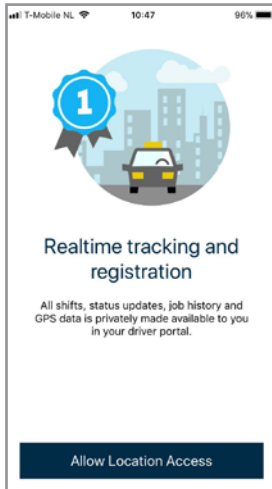 T-Mobile NL 10:47 96%
1
Realtime tracking and
registration
All shifts, status updates, job history and
GPS data is privately made available to you
in your driver portal.
Allow Location Access